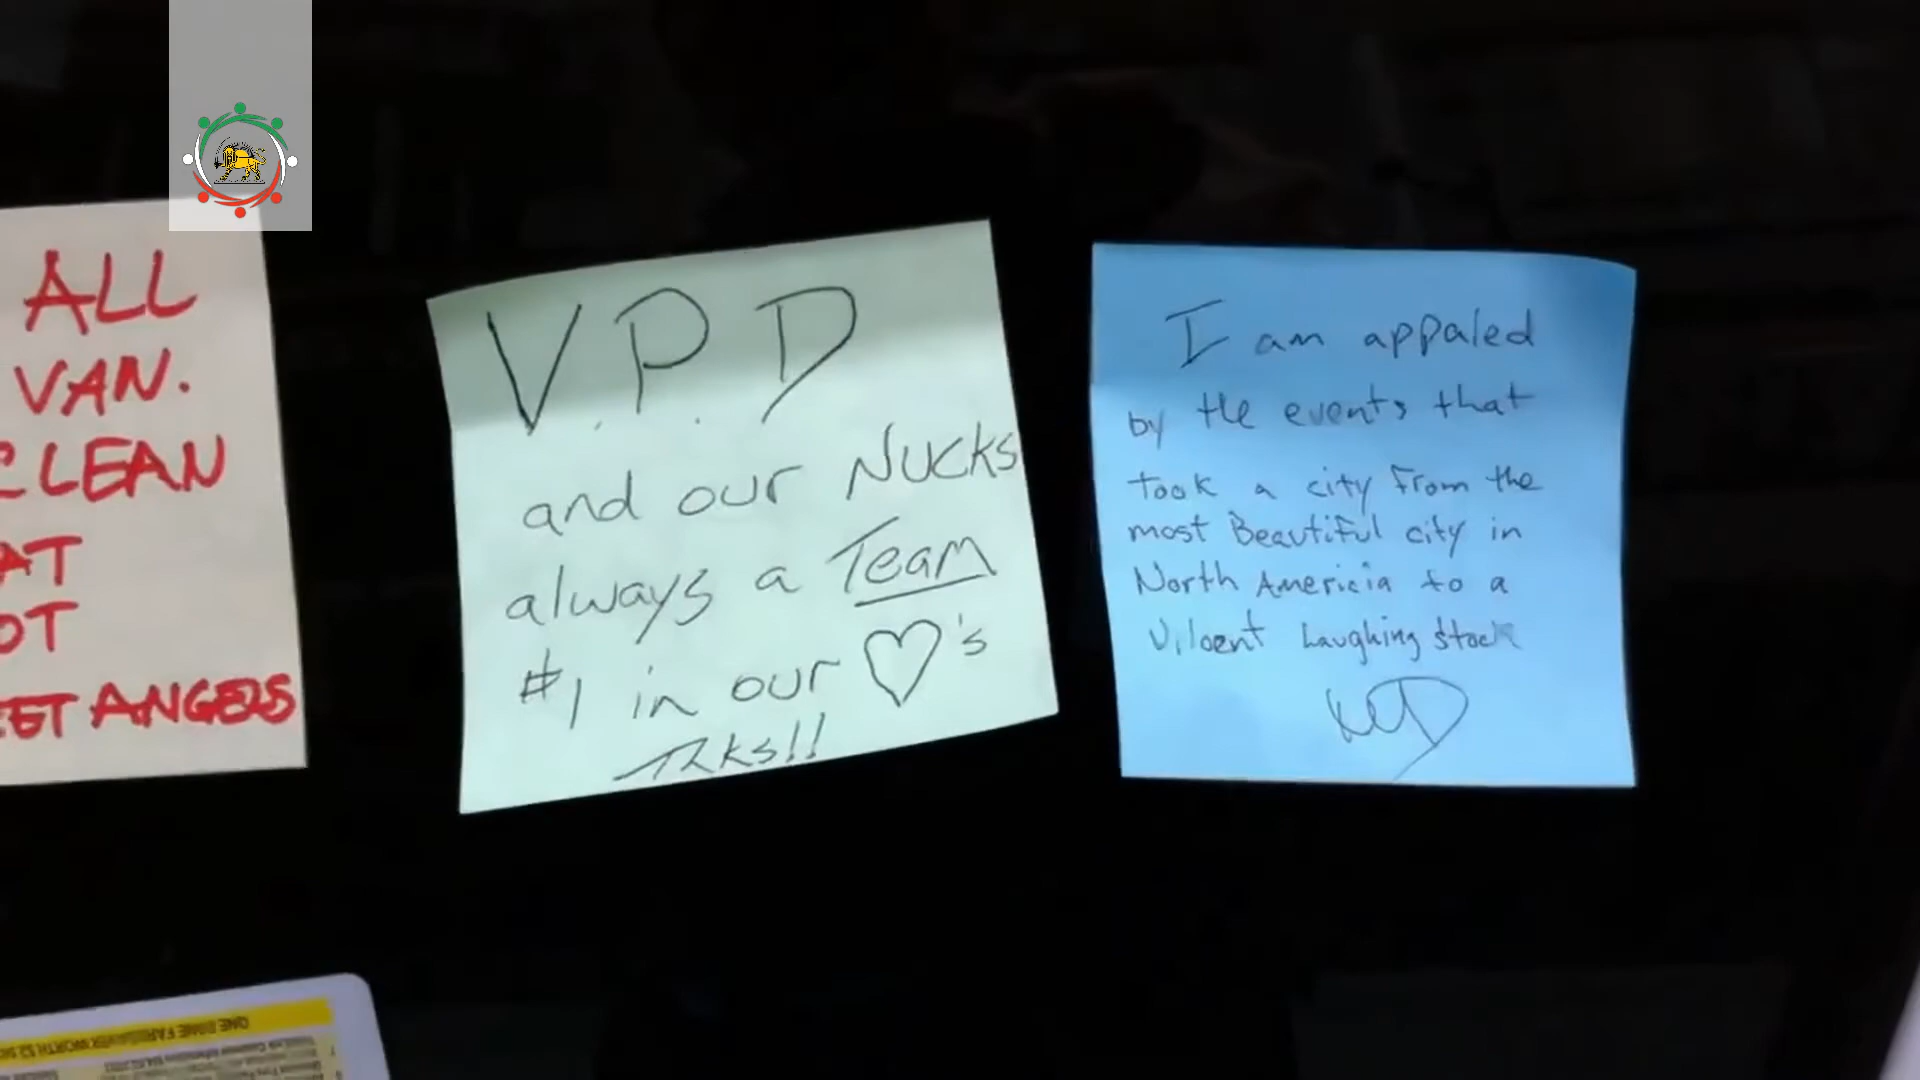 ALL
VAN.
CLEAN
AT
OT
EET ANGELS
V.P.D
and our Nucks
always a Team
#1 in our ♡'s
I am appaled
by the events that
took a city from the
most Beautiful city in
North Americia to a
Viloent Laughing stock